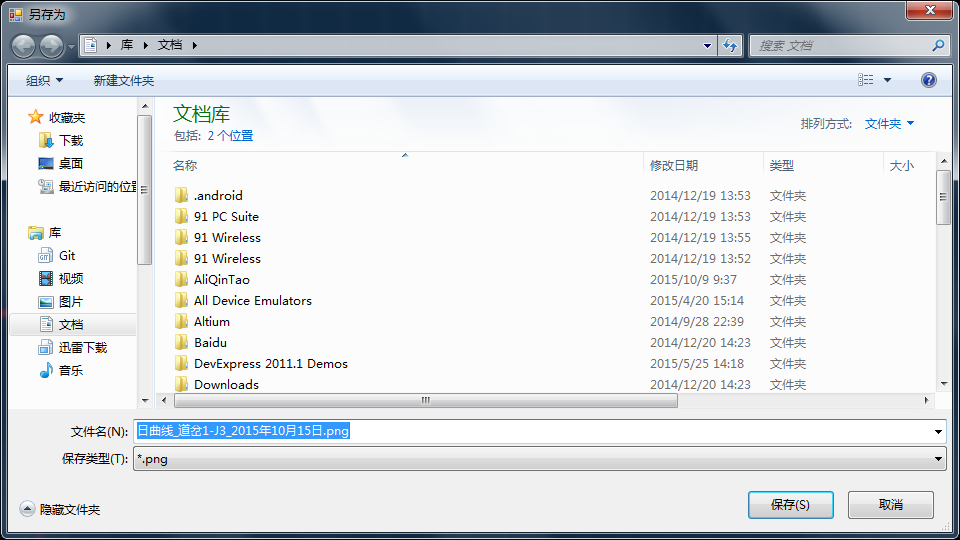 另存为
库 文档
搜索 文档
组织 新建文件夹
收藏夹
下载
桌面
最近访问的位置
库
Git
视频
图片
文档
迅雷下载
音乐
文档库
包括: 2 个位置
排列方式: 文件夹
名称 修改日期 类型 大小
.android 2014/12/19 13:53 文件夹
91 PC Suite 2014/12/19 13:53 文件夹
91 Wireless 2014/12/19 13:55 文件夹
91 Wireless 2014/12/19 13:52 文件夹
AliQinTao 2015/10/9 9:37 文件夹
All Device Emulators 2015/4/20 15:14 文件夹
Altium 2014/9/28 22:39 文件夹
Baidu 2014/12/20 14:23 文件夹
DevExpress 2011.1 Demos 2015/5/25 14:18 文件夹
Downloads 2014/12/20 14:23 文件夹
文件名(N): 日曲线_道岔1-J3_2015年10月15日.png
保存类型(T): *.png
隐藏文件夹 保存(S) 取消